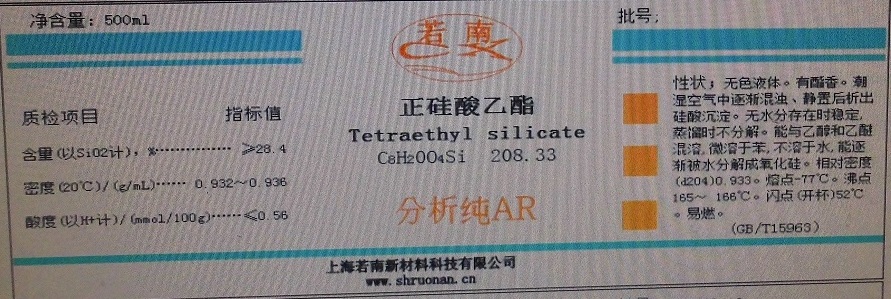 净含量：500ml
若 南
批号；
质检项目 指标值
含量(以SiO2计)，%·············· ≥28.4
密度(20℃)/(g/mL)······ 0.932～0.936
酸度(以H+计)/(mmol/100g)······≤0.56
正硅酸乙酯
Tetraethyl silicate
C8H20O4Si 208.33
分析纯AR
性状；无色液体。有酯香。潮
湿空气中逐渐混浊、静置后析出
硅酸沉淀。无水分存在时稳定,
蒸馏时不分解。能与乙醇和乙醚
混溶,微溶于苯,不溶于水,能逐
渐被水分解成氧化硅。相对密度
(d204)0.933。熔点-77℃。沸点
165～ 166℃。闪点(开杯)52℃
。易燃。
(GB/T15963)
上海若南新材料科技有限公司
www.shruonan.cn